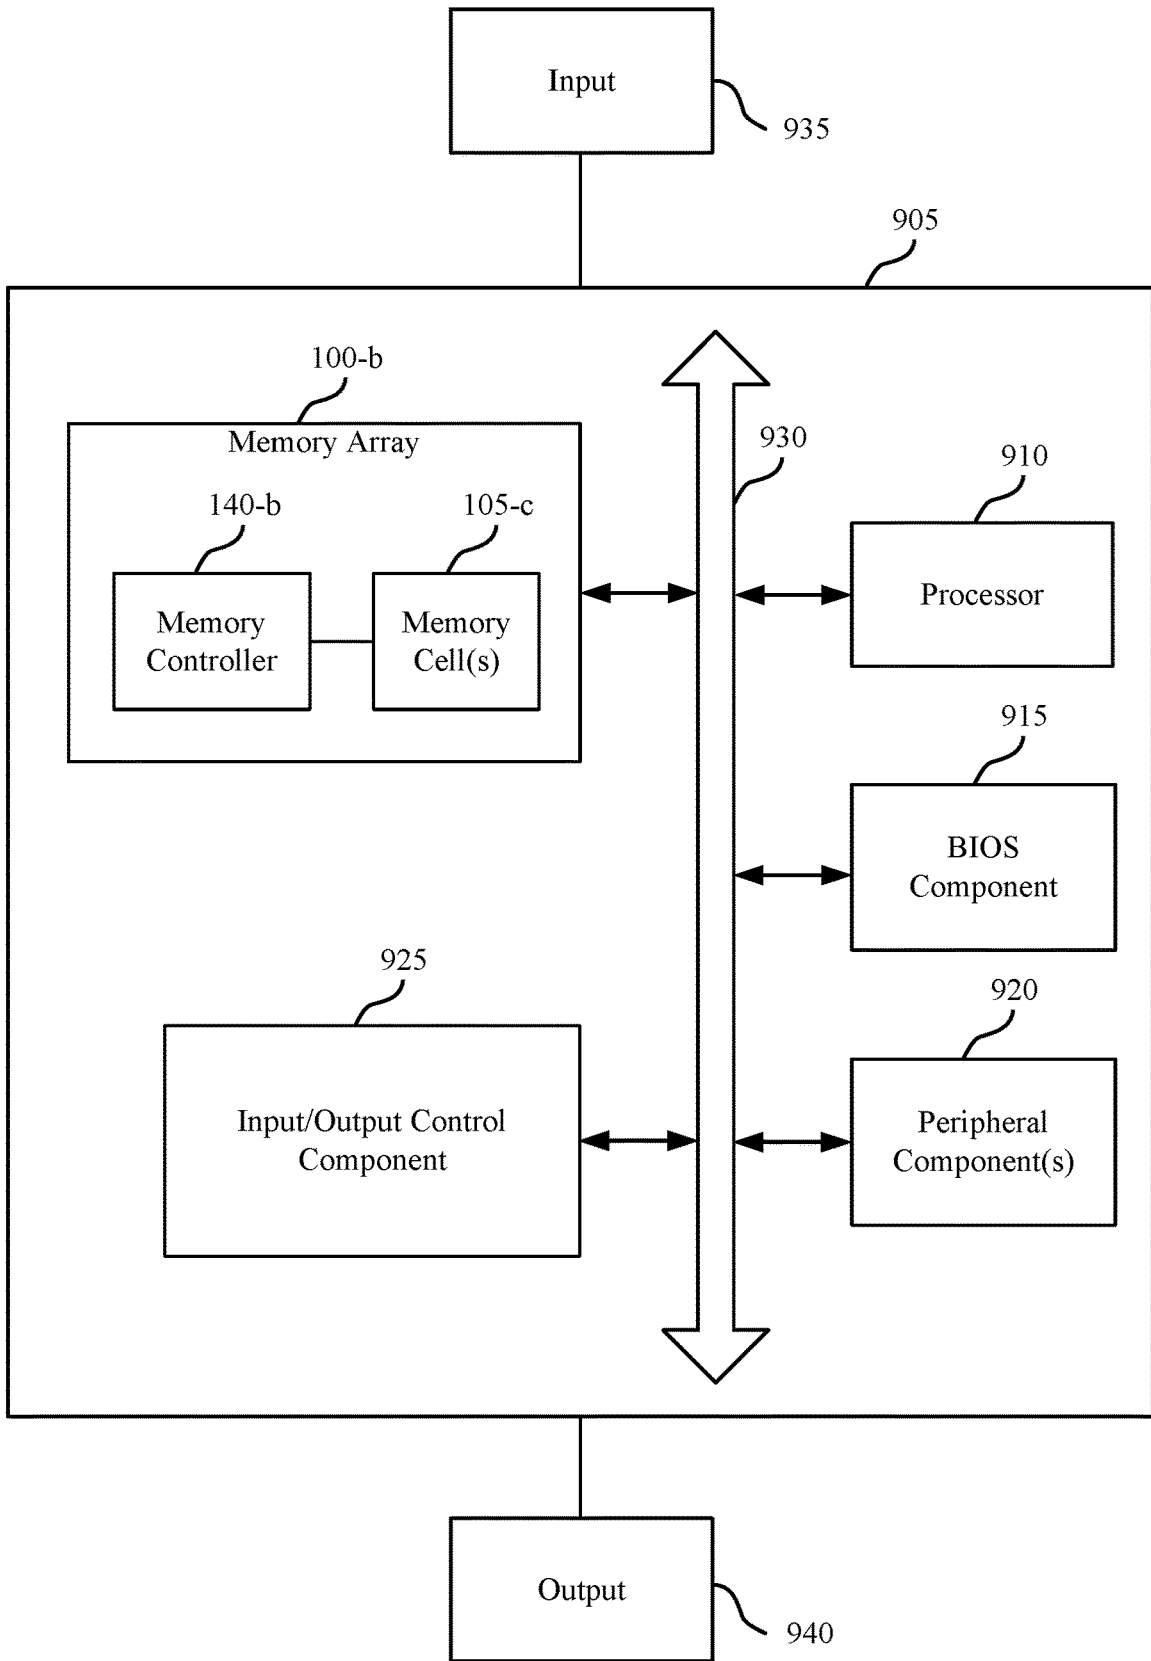 Input
935
905
100-b
Memory Array
930
910
140-b
105-c
Processor
Memory
Controller
Memory
Cell(s)
915
BIOS
Component
925
920
Input/Output Control
Component
Peripheral
Component(s)
Output
940